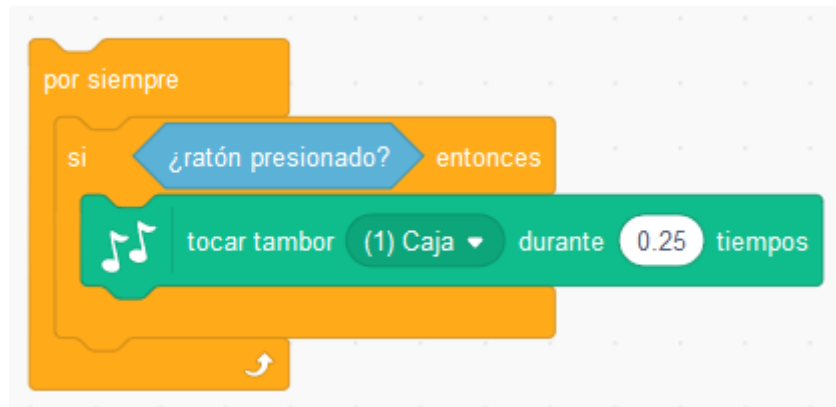 por siempre
si ¿ratón presionado? entonces
tocar tambor (1) Caja durante 0.25 tiempos